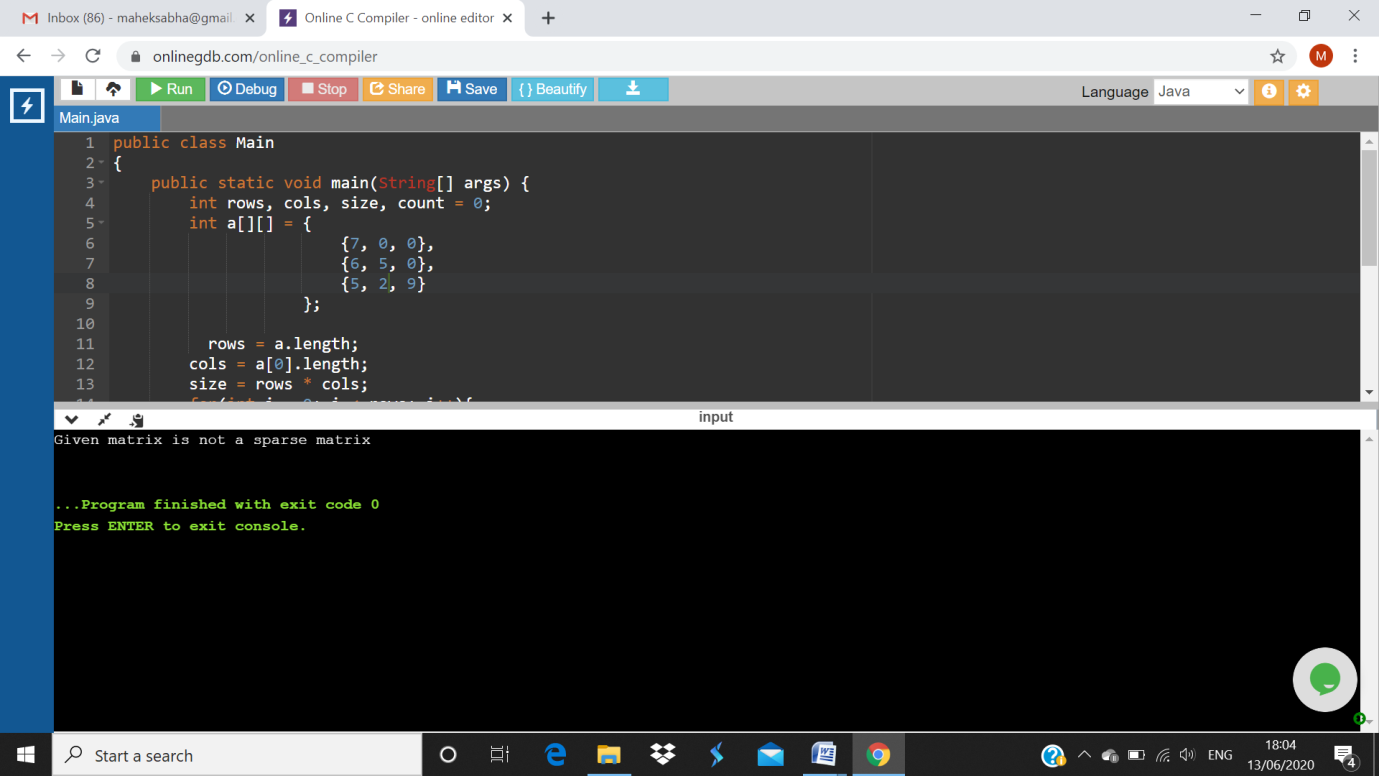 Inbox (86) - maheksabha@gmail.
Online C Compiler - online editor
onlinegdb.com/online_c_compiler
M
Run Debug Stop Share Save { } Beautify
Language Java
Main.java
1 public class Main
2 {
3 public static void main(String[] args) {
4 int rows, cols, size, count = 0;
5 int a[][] = {
6 {7, 0, 0},
7 {6, 5, 0},
8 {5, 2, 9}
9 };
10
11 rows = a.length;
12 cols = a[0].length;
13 size = rows * cols;
input
Given matrix is not a sparse matrix
...Program finished with exit code 0
Press ENTER to exit console.
Start a search
ENG
18:04
13/06/2020
4